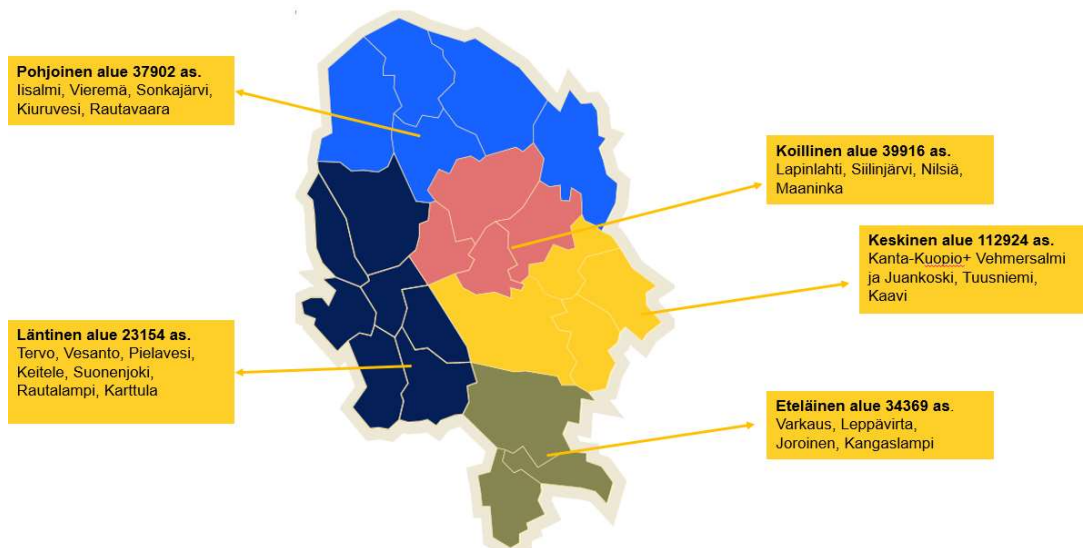 Pohjoinen alue 37902 as.
Iisalmi, Vieremä, Sonkajärvi,
Kiuruvesi, Rautavaara
Koillinen alue 39916 as.
Lapinlahti, Siilinjärvi, Nilsiä,
Maaninka
Keskinen alue 112924 as.
Kanta-Kuopio+ Vehmersalmi
ja Juankoski, Tuusniemi,
Kaavi
Läntinen alue 23154 as.
Tervo, Vesanto, Pielavesi,
Keitele, Suonenjoki,
Rautalampi, Karttula
Eteläinen alue 34369 as.
Varkaus, Leppävirta,
Joroinen, Kangaslampi